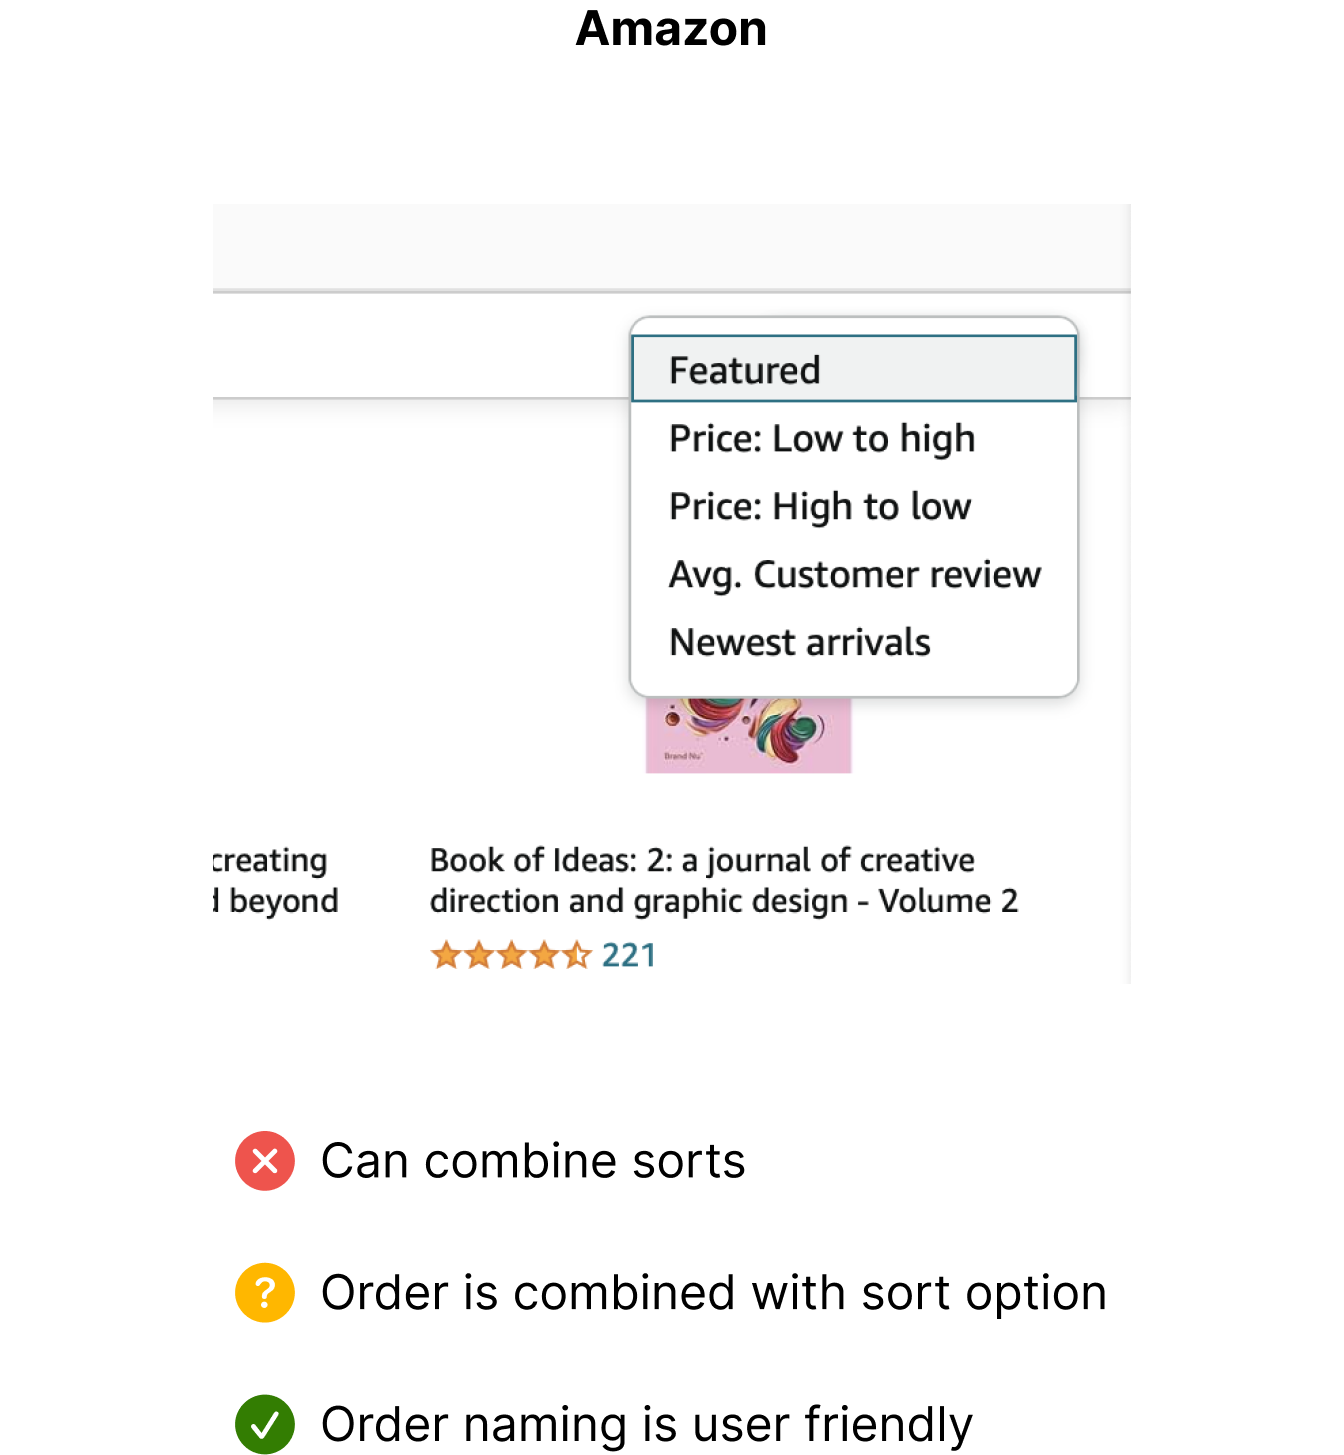 Amazon
Featured
Price: Low to high
Price: High to low
Avg. Customer review
Newest arrivals
Brand Nu
creating
beyond
Book of Ideas: 2: a journal of creative
direction and graphic design - Volume 2
221
Can combine sorts
? Order is combined with sort option
Order naming is user friendly